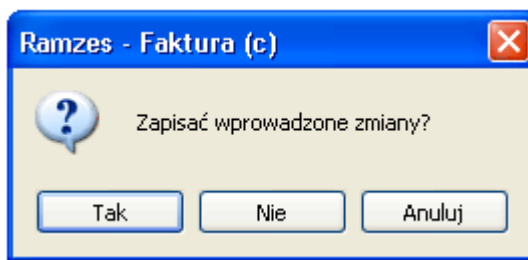 Ramzes - Faktura (c)
Zapisać wprowadzone zmiany?
Tak Nie Anuluj